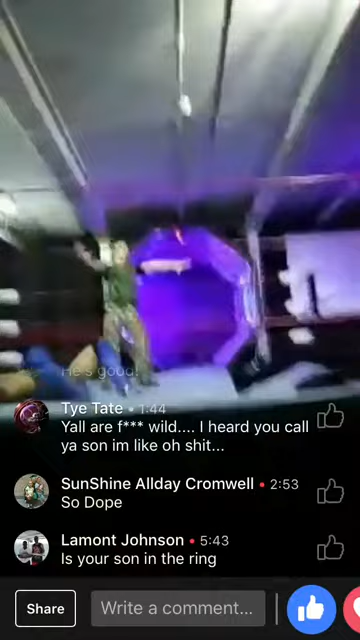 He's good!
Tye Tate • 1:44
Yall are f*** wild.... I heard you call
ya son im like oh shit...
SunShine Allday Cromwell • 2:53
So Dope
Lamont Johnson • 5:43
Is your son in the ring
Share
Write a comment...